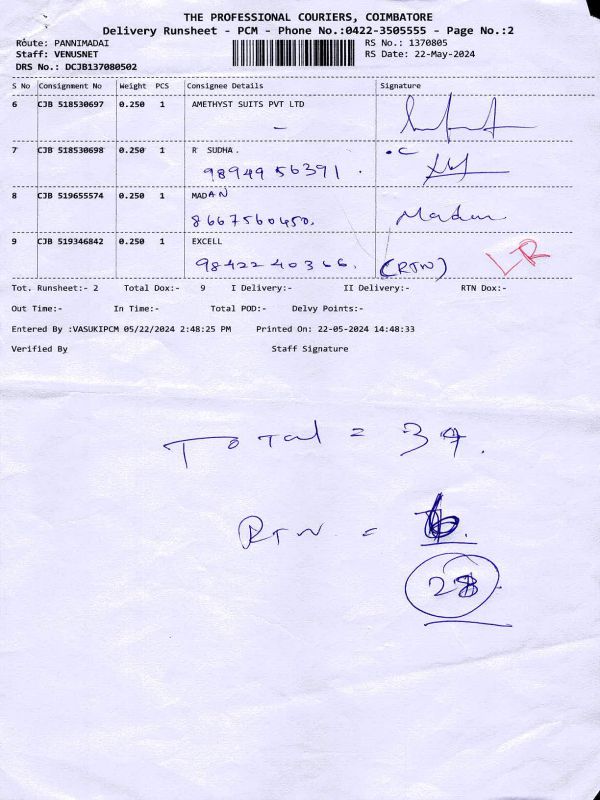 THE PROFESSIONAL COURIERS, COIMBATORE
Delivery Runsheet - PCM - Phone No.:0422-3505555 - Page No.:2
Route: PANNIMADAI RS No.: 1370805
Staff: VENUSNET RS Date: 22-May-2024
DRS No.: DCJB137080502
S No Consignment No Weight PCS Consignee Details Signature
6 CJB 518530697 0.250 1 AMETHYST SUITS PVT LTD
7 CJB 518530698 0.250 1 R SUDHA.
9894956391.
8 CJB 519655574 0.250 1 MADAN
8667560450. Madan
9 CJB 519346842 0.250 1 EXCELL
9842240366. (RTN) LR
Tot. Runsheet:- 2 Total Dox:- 9 I Delivery:- II Delivery:- RTN Dox:-
Out Time:- In Time:- Total POD:- Delvy Points:-
Entered By :VASUKIPCM 05/22/2024 2:48:25 PM Printed On: 22-05-2024 14:48:33
Verified By Staff Signature
Total = 34.
RTN = 6.
28